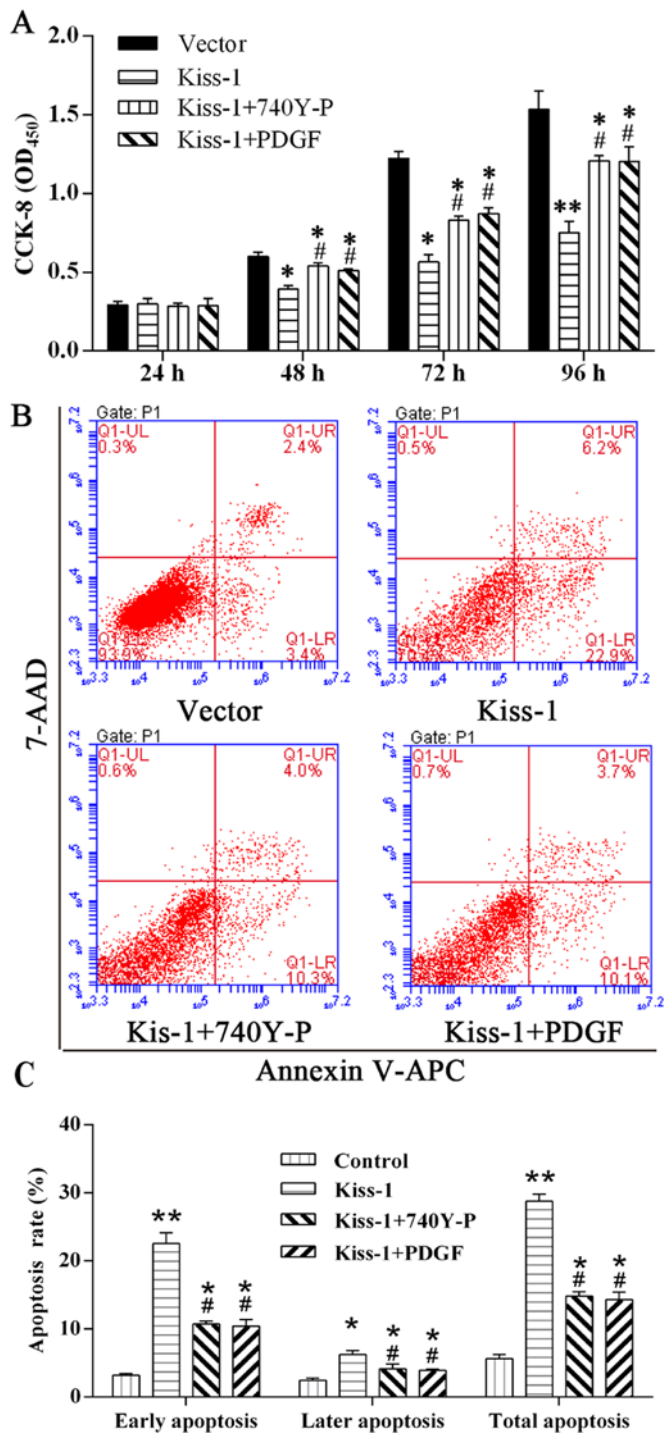 A
2.0
1.5
1.0
0.5
0.0
CCK-8 (OD450)
Vector
Kiss-1
Kiss-1+740Y-P
Kiss-1+PDGF
* * # * #
* * # * #
** * # * #
24 h 48 h 72 h 96 h
B
7-AAD
Gate: P1
Q1-UL Q1-UR
0.3% 2.4%
Q1-LR
93.9% 3.4%
Vector
Gate: P1
Q1-UL Q1-UR
0.5% 6.2%
Q1-LR
22.9%
Kiss-1
Gate: P1
Q1-UL Q1-UR
0.6% 4.0%
Q1-LR
10.3%
Kis-1+740Y-P
Gate: P1
Q1-UL Q1-UR
0.7% 3.7%
Q1-LR
10.1%
Kiss-1+PDGF
Annexin V-APC
C
40
30
20
10
0
Apoptosis rate (%)
Control
Kiss-1
Kiss-1+740Y-P
Kiss-1+PDGF
** * # * #
* * # * #
** * # * #
Early apoptosis Later apoptosis Total apoptosis